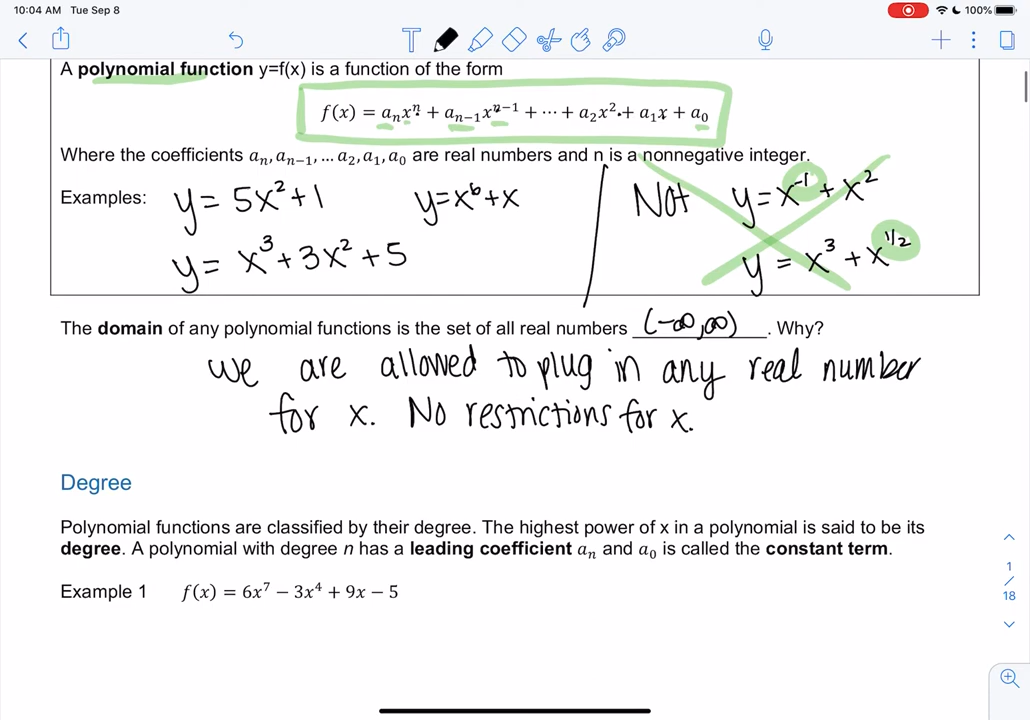 10:04 AM Tue Sep 8
100%
A polynomial function y=f(x) is a function of the form
f(x) = aₙxⁿ + aₙ₋₁xⁿ⁻¹ + ⋯ + a₂x² + a₁x + a₀
Where the coefficients aₙ, aₙ₋₁, … a₂, a₁, a₀ are real numbers and n is a nonnegative integer.
Examples: y = 5x² + 1 y = x⁶ + x Not y = x⁻¹ + x²
y = x³ + 3x² + 5 y = x³ + x^1/2
The domain of any polynomial functions is the set of all real numbers (-∞,∞). Why?
we are allowed to plug in any real number
for x. No restrictions for x.
Degree
Polynomial functions are classified by their degree. The highest power of x in a polynomial is said to be its
degree. A polynomial with degree n has a leading coefficient aₙ and a₀ is called the constant term.
Example 1 f(x) = 6x⁷ − 3x⁴ + 9x − 5
1
/
18